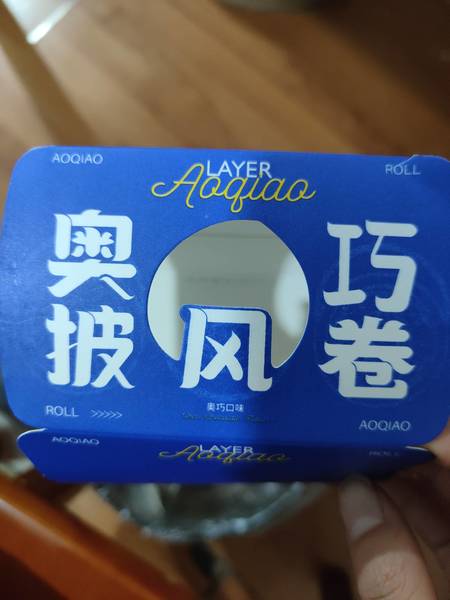 AOQIAO
LAYER
Aoqiao
ROLL
奥 巧
披 风 卷
奥巧口味
ROLL >>>>>
AOQIAO
AOQIAO
LAYER
Aoqiao
ROLL